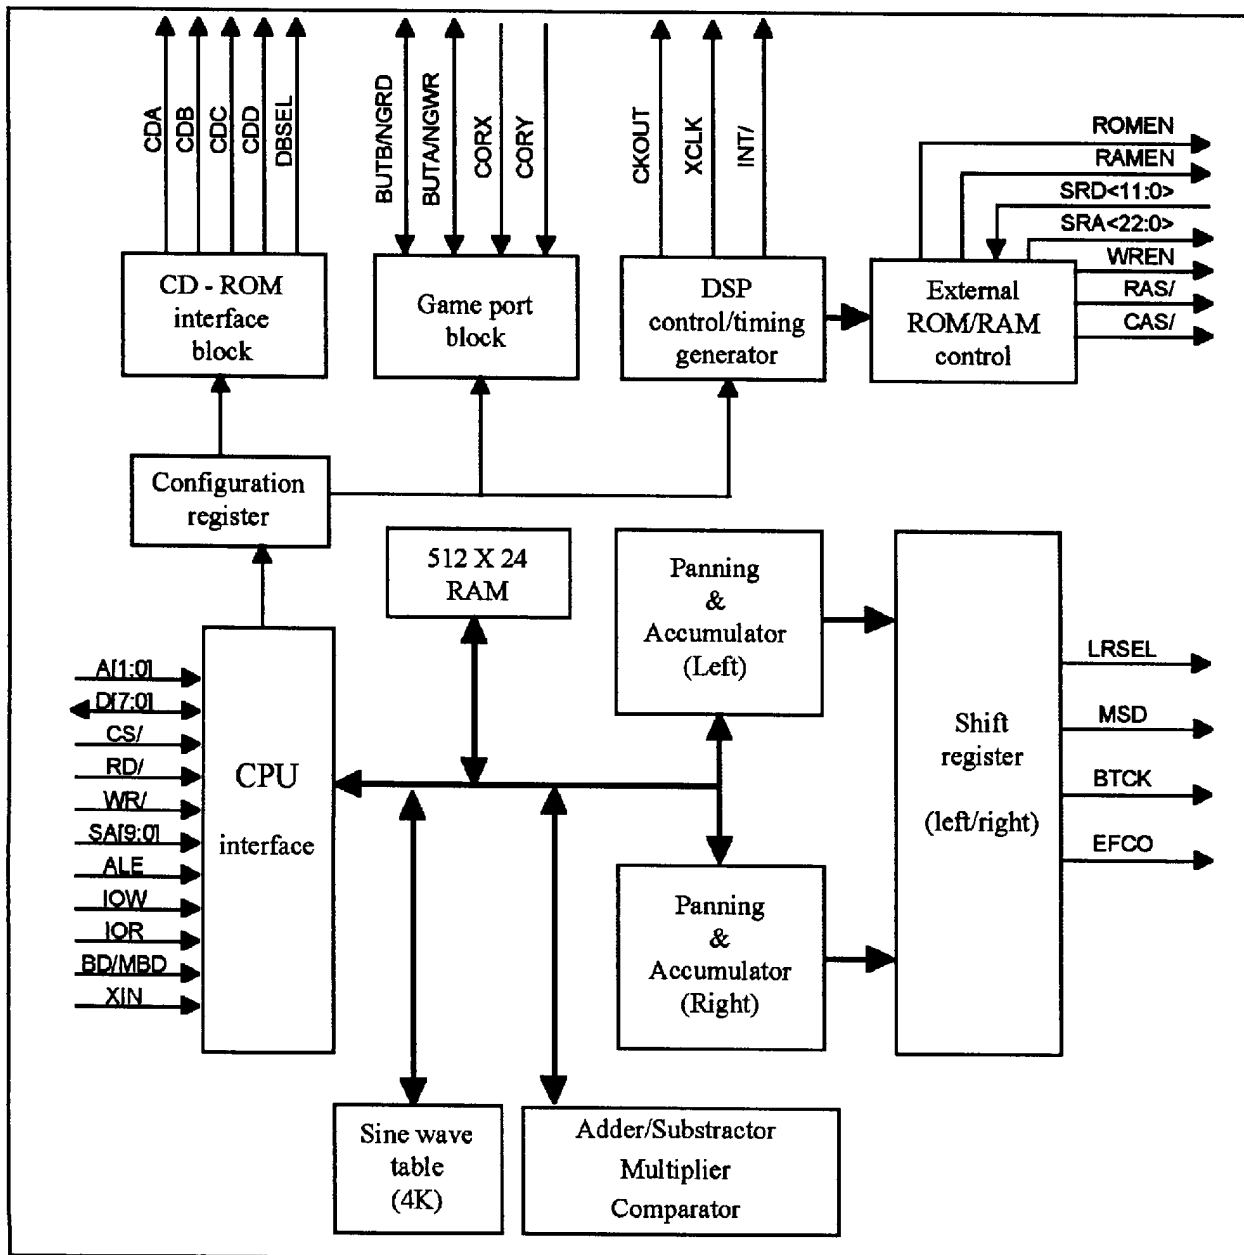 CDA
CDB
CDC
CDD
DBSEL
BUTB/NGRD
BUTA/NGWR
CORX
CORY
CKOUT
XCLK
INT/
ROMEN
RAMEN
SRD<11:0>
SRA<22:0>
WREN
RAS/
CAS/
CD - ROM
interface
block
Game port
block
DSP
control/timing
generator
External
ROM/RAM
control
Configuration
register
512 X 24
RAM
Panning
&
Accumulator
(Left)
A[1:0]
D[7:0]
CS/
RD/
WR/
SA[9:0]
ALE
IOW
IOR
BD/MBD
XIN
CPU
interface
Shift
register
(left/right)
LRSEL
MSD
BTCK
EFCO
Panning
&
Accumulator
(Right)
Sine wave
table
(4K)
Adder/Substractor
Multiplier
Comparator